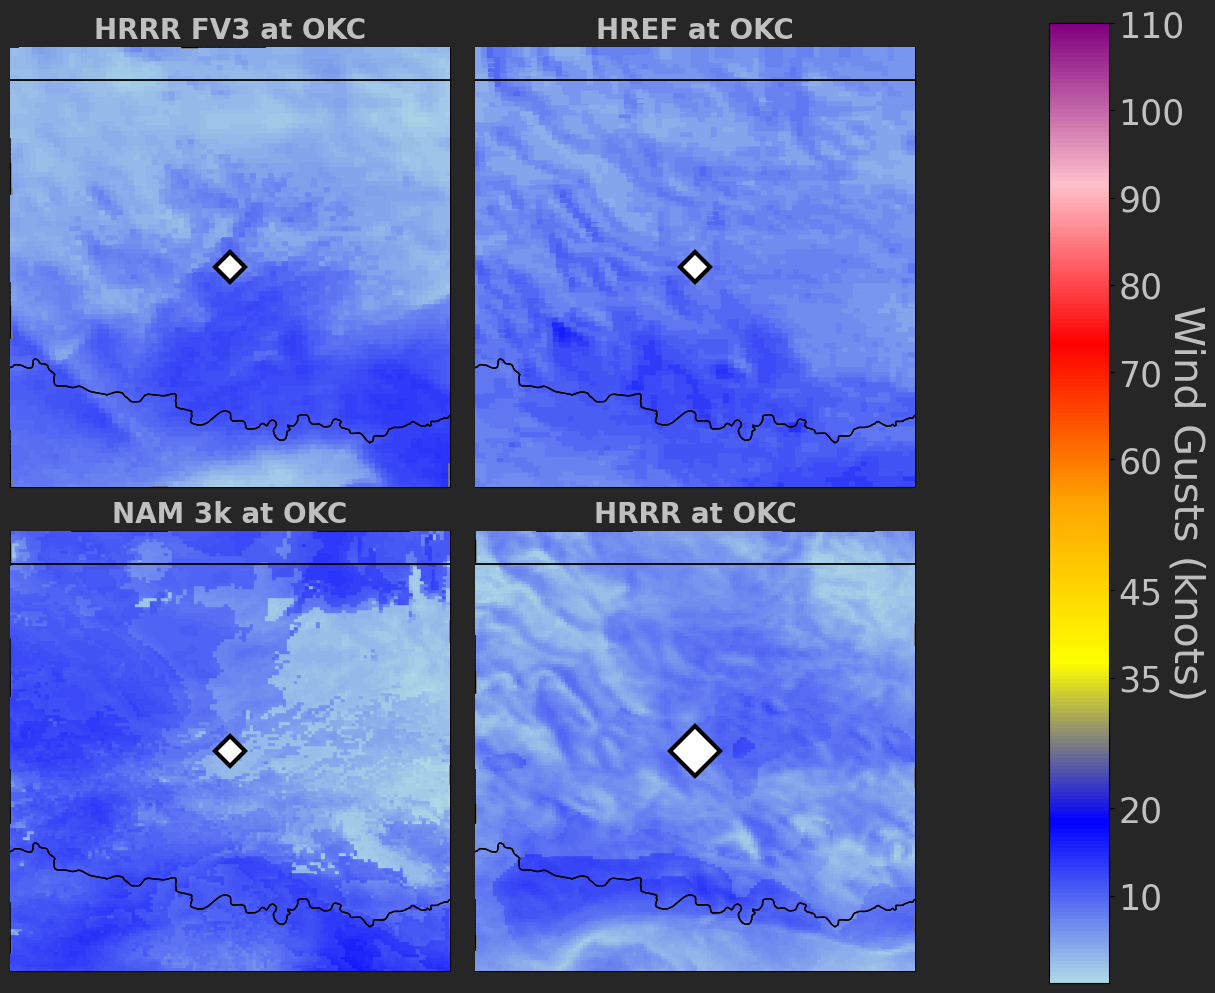 HRRR FV3 at OKC
HREF at OKC
NAM 3k at OKC
HRRR at OKC
110
100
90
80
70
60
45
35
20
10
Wind Gusts (knots)